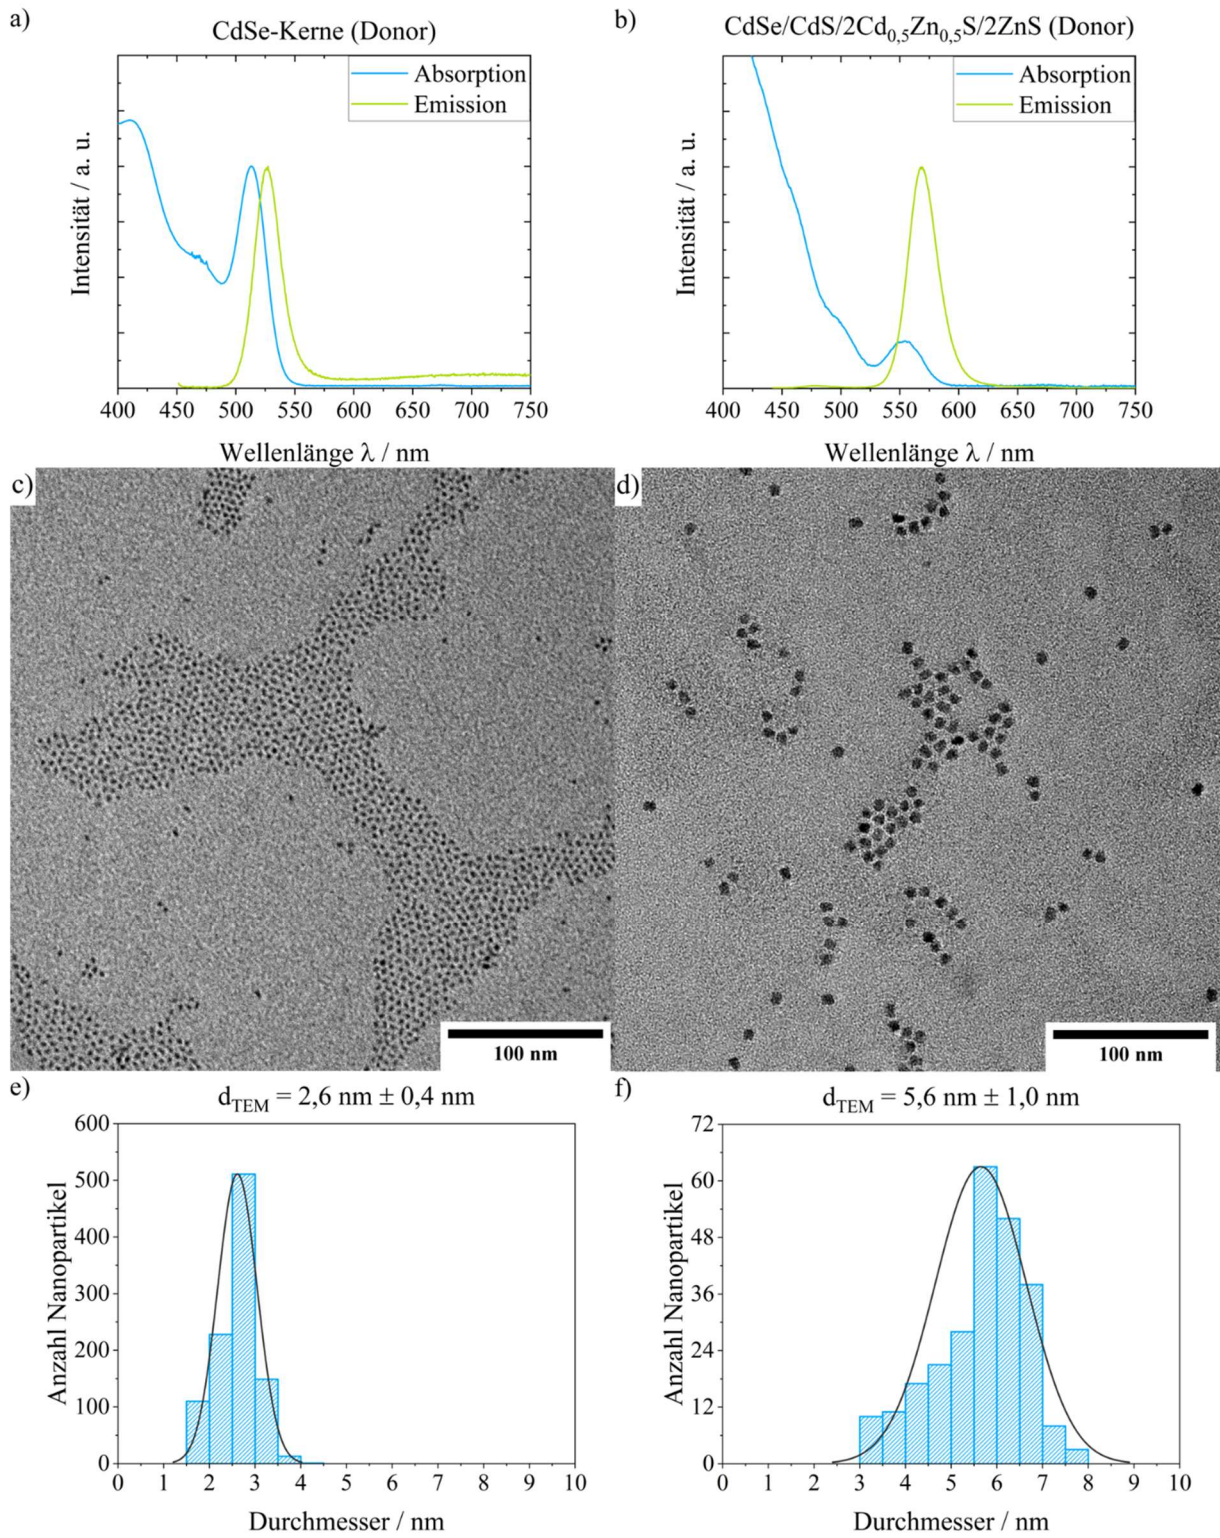 a)
CdSe-Kerne (Donor)
Absorption
Emission
Intensität / a. u.
400 450 500 550 600 650 700 750
Wellenlänge λ / nm
b)
CdSe/CdS/2Cd0,5Zn0,5S/2ZnS (Donor)
Absorption
Emission
Intensität / a. u.
400 450 500 550 600 650 700 750
Wellenlänge λ / nm
c)
100 nm
d)
100 nm
e)
dTEM = 2,6 nm ± 0,4 nm
Anzahl Nanopartikel
600
500
400
300
200
100
0
0 1 2 3 4 5 6 7 8 9 10
Durchmesser / nm
f)
dTEM = 5,6 nm ± 1,0 nm
Anzahl Nanopartikel
72
60
48
36
24
12
0
0 1 2 3 4 5 6 7 8 9 10
Durchmesser / nm